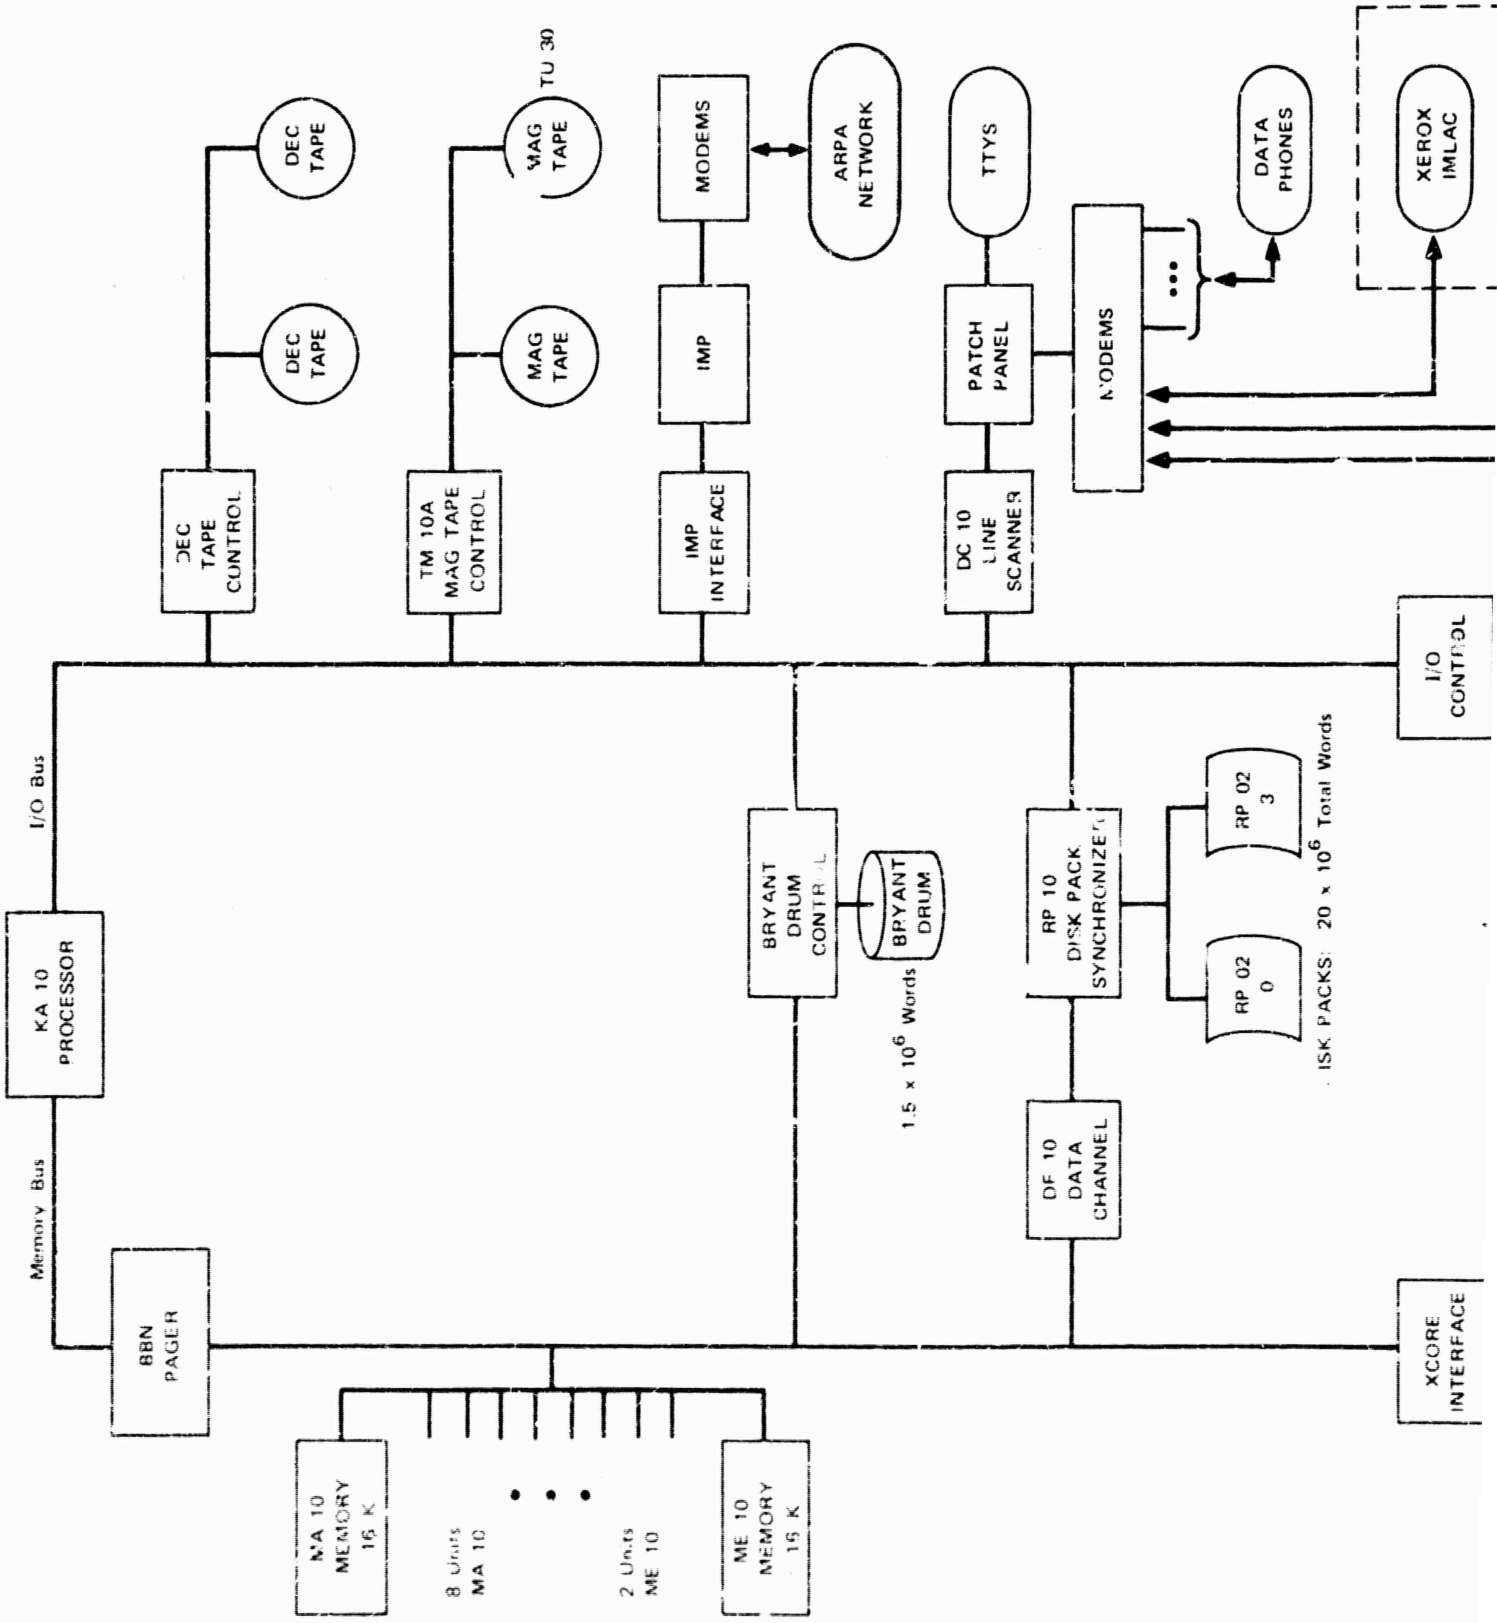 KA 10
PROCESSOR
Memory Bus
I/O Bus
BBN
PAGER
MA 10
MEMORY
16 K
8 Units
MA 10
2 Units
ME 10
ME 10
MEMORY
16 K
DEC
TAPE
CONTROL
DEC
TAPE
DEC
TAPE
TM 10A
MAG TAPE
CONTROL
MAG
TAPE
MAG
TAPE
TU 30
IMP
INTERFACE
IMP
MODEMS
ARPA
NETWORK
BRYANT
DRUM
CONTROL
BRYANT
DRUM
1.5 x 10⁶ Words
DC 10
LINE
SCANNER
PATCH
PANEL
TTYS
MODEMS
DATA
PHONES
DF 10
DATA
CHANNEL
RP 10
DISK PACK
SYNCHRONIZER
RP 02
0
RP 02
3
ISK PACKS: 20 x 10⁶ Total Words
XCORE
INTERFACE
I/O
CONTROL
XEROX
IMLAC